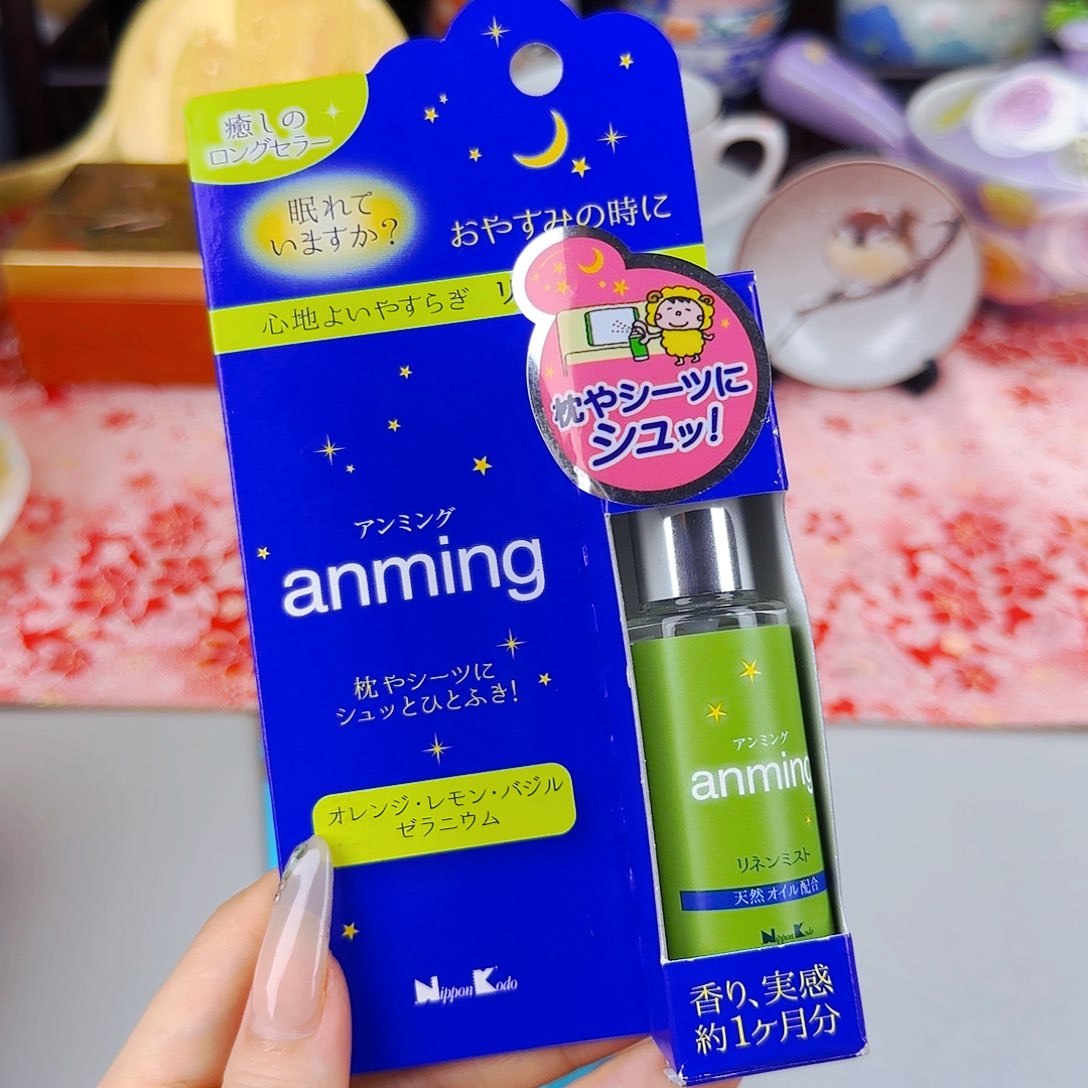 癒しの
ロングセラー
眠れて
いますか?
おやすみの時に
心地よいやすらぎ リ
枕やシーツに
シュッ!
アンミング
anming
枕やシーツに
シュッとひとふき!
オレンジ・レモン・バジル
ゼラニウム
Nippon Kodo
アンミング
anming
リネンミスト
天然オイル配合
Nippon Kodo
香り、実感
約1ヶ月分